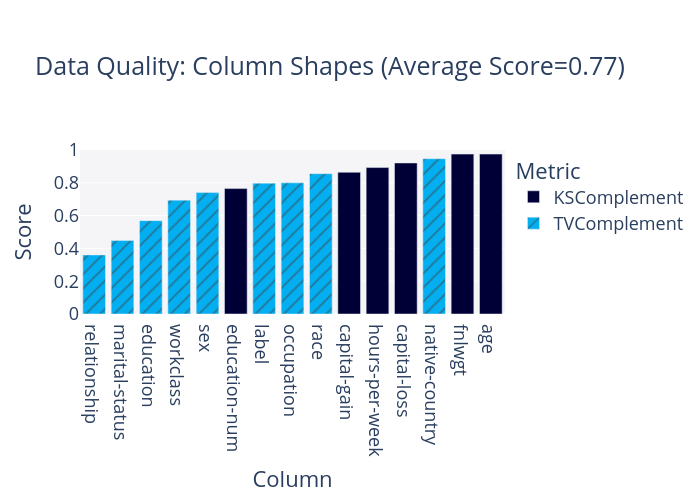 Data Quality: Column Shapes (Average Score=0.77)
Metric
KSComplement
TVComplement
Score
1
0.8
0.6
0.4
0.2
0
relationship
marital-status
education
workclass
sex
education-num
label
occupation
race
capital-gain
hours-per-week
capital-loss
native-country
fnlwgt
age
Column